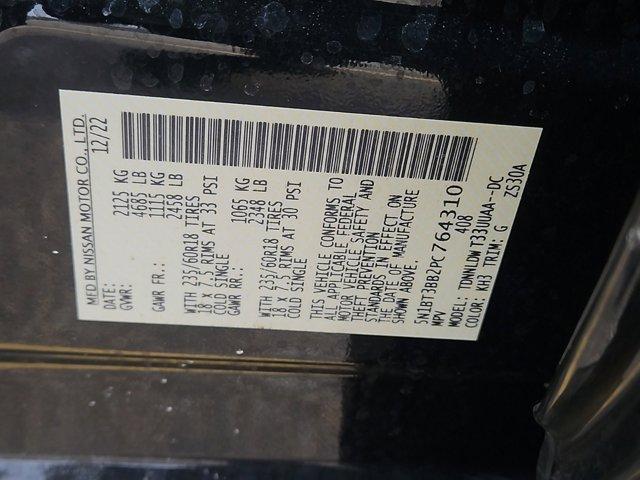 MFD BY NISSAN MOTOR CO., LTD.
DATE: 12/22
GVWR: 2125 KG
4685 LB
GAWR FR.: 1115 KG
2458 LB
WITH 235/60R18 TIRES
18 x 7.5 RIMS AT 33 PSI
COLD SINGLE
GAWR RR.: 1065 KG
2348 LB
WITH 235/60R18 TIRES
18 x 7.5 RIMS AT 30 PSI
COLD SINGLE
THIS VEHICLE CONFORMS TO
ALL APPLICABLE FEDERAL
MOTOR VEHICLE SAFETY AND
THEFT PREVENTION
STANDARDS IN EFFECT ON
THE DATE OF MANUFACTURE
ABOVE.
5N1BT3BB2PC764310
MPV 408
MODEL: TDNNLDWT33UUAA--DC
COLOR: KH3 TRIM: G ZS30A